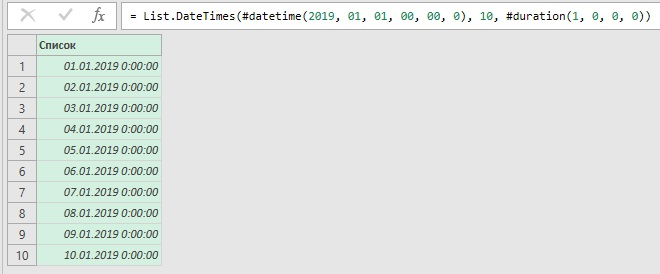 fx = List.DateTimes(#datetime(2019, 01, 01, 00, 00, 0), 10, #duration(1, 0, 0, 0))
Список
1 01.01.2019 0:00:00
2 02.01.2019 0:00:00
3 03.01.2019 0:00:00
4 04.01.2019 0:00:00
5 05.01.2019 0:00:00
6 06.01.2019 0:00:00
7 07.01.2019 0:00:00
8 08.01.2019 0:00:00
9 09.01.2019 0:00:00
10 10.01.2019 0:00:00